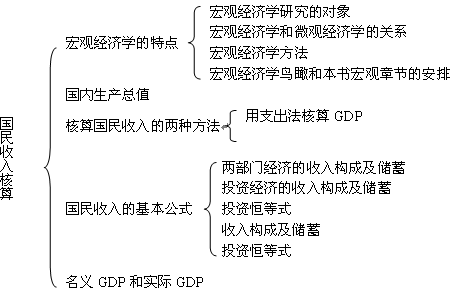 国民收入核算
宏观经济学的特点
宏观经济学研究的对象
宏观经济学和微观经济学的关系
宏观经济学方法
宏观经济学鸟瞰和本书宏观章节的安排
国内生产总值
核算国民收入的两种方法
用支出法核算 GDP
国民收入的基本公式
两部门经济的收入构成及储蓄
投资经济的收入构成及储蓄
投资恒等式
收入构成及储蓄
投资恒等式
名义 GDP 和实际 GDP